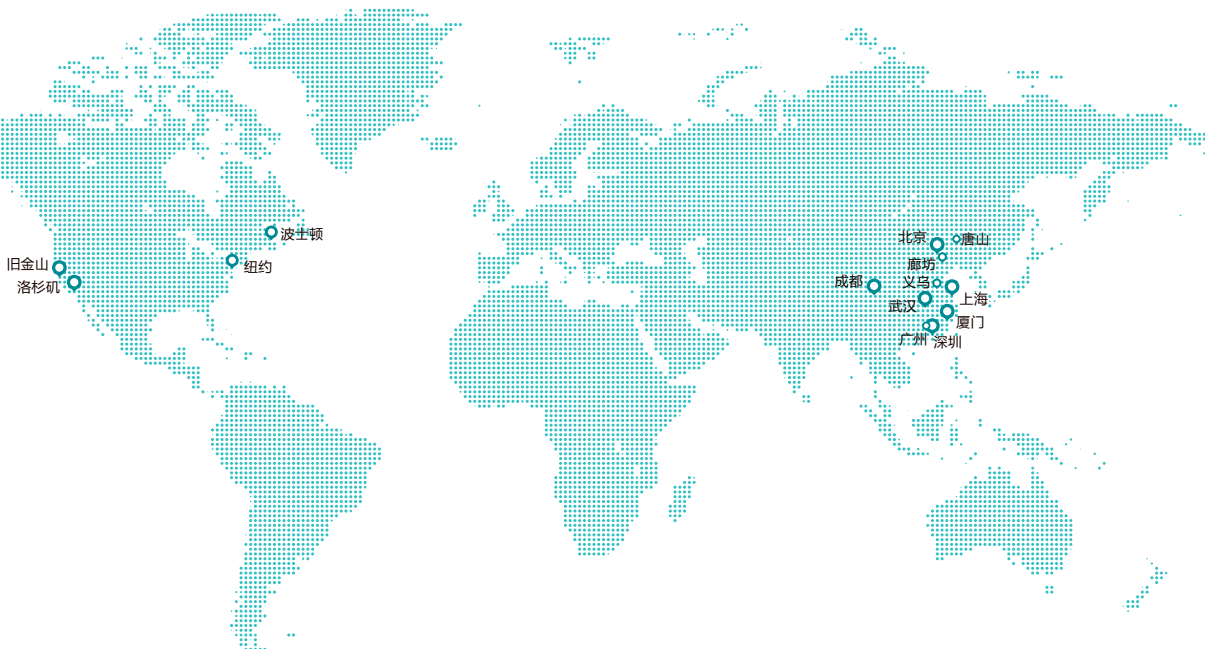 波士顿
北京
唐山
旧金山
纽约
廊坊
洛杉矶
成都
义乌
上海
武汉
厦门
广州
深圳